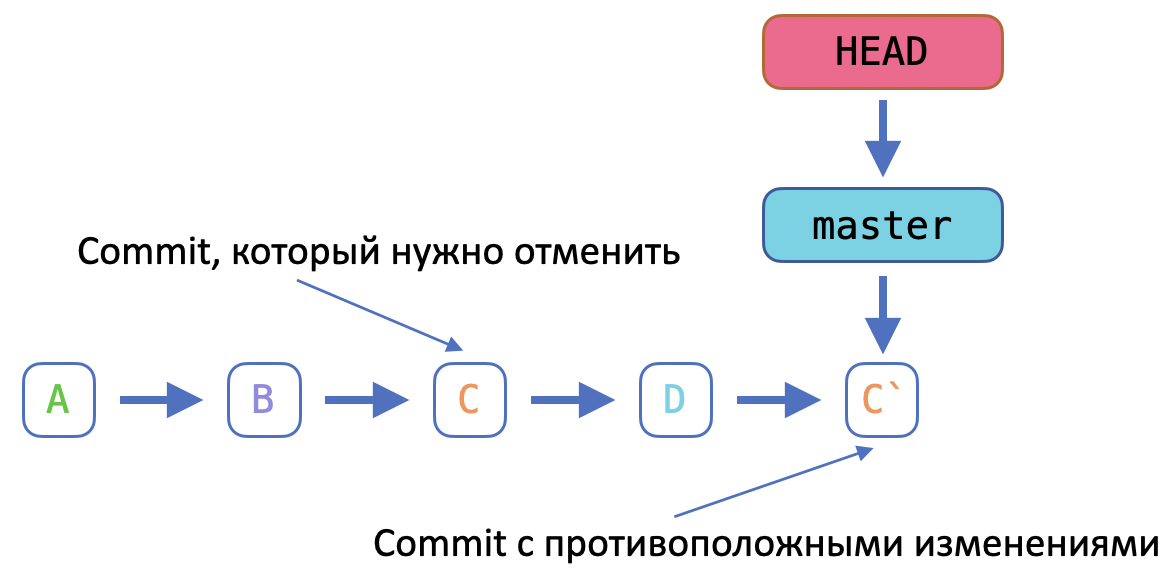 HEAD
master
Commit, который нужно отменить
A B C D C`
Commit с противоположными изменениями